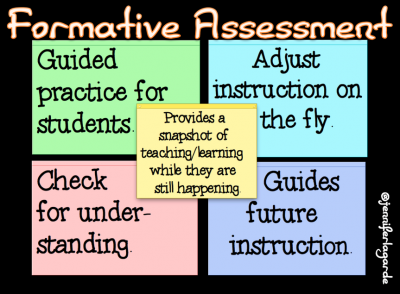 Formative Assessment
Guided
practice for
students.
Adjust
instruction on
the fly.
Provides a
snapshot of
teaching/learning
while they are
still happening.
Check
for under-
standing.
Guides
future
instruction.
@jenniferlagarde